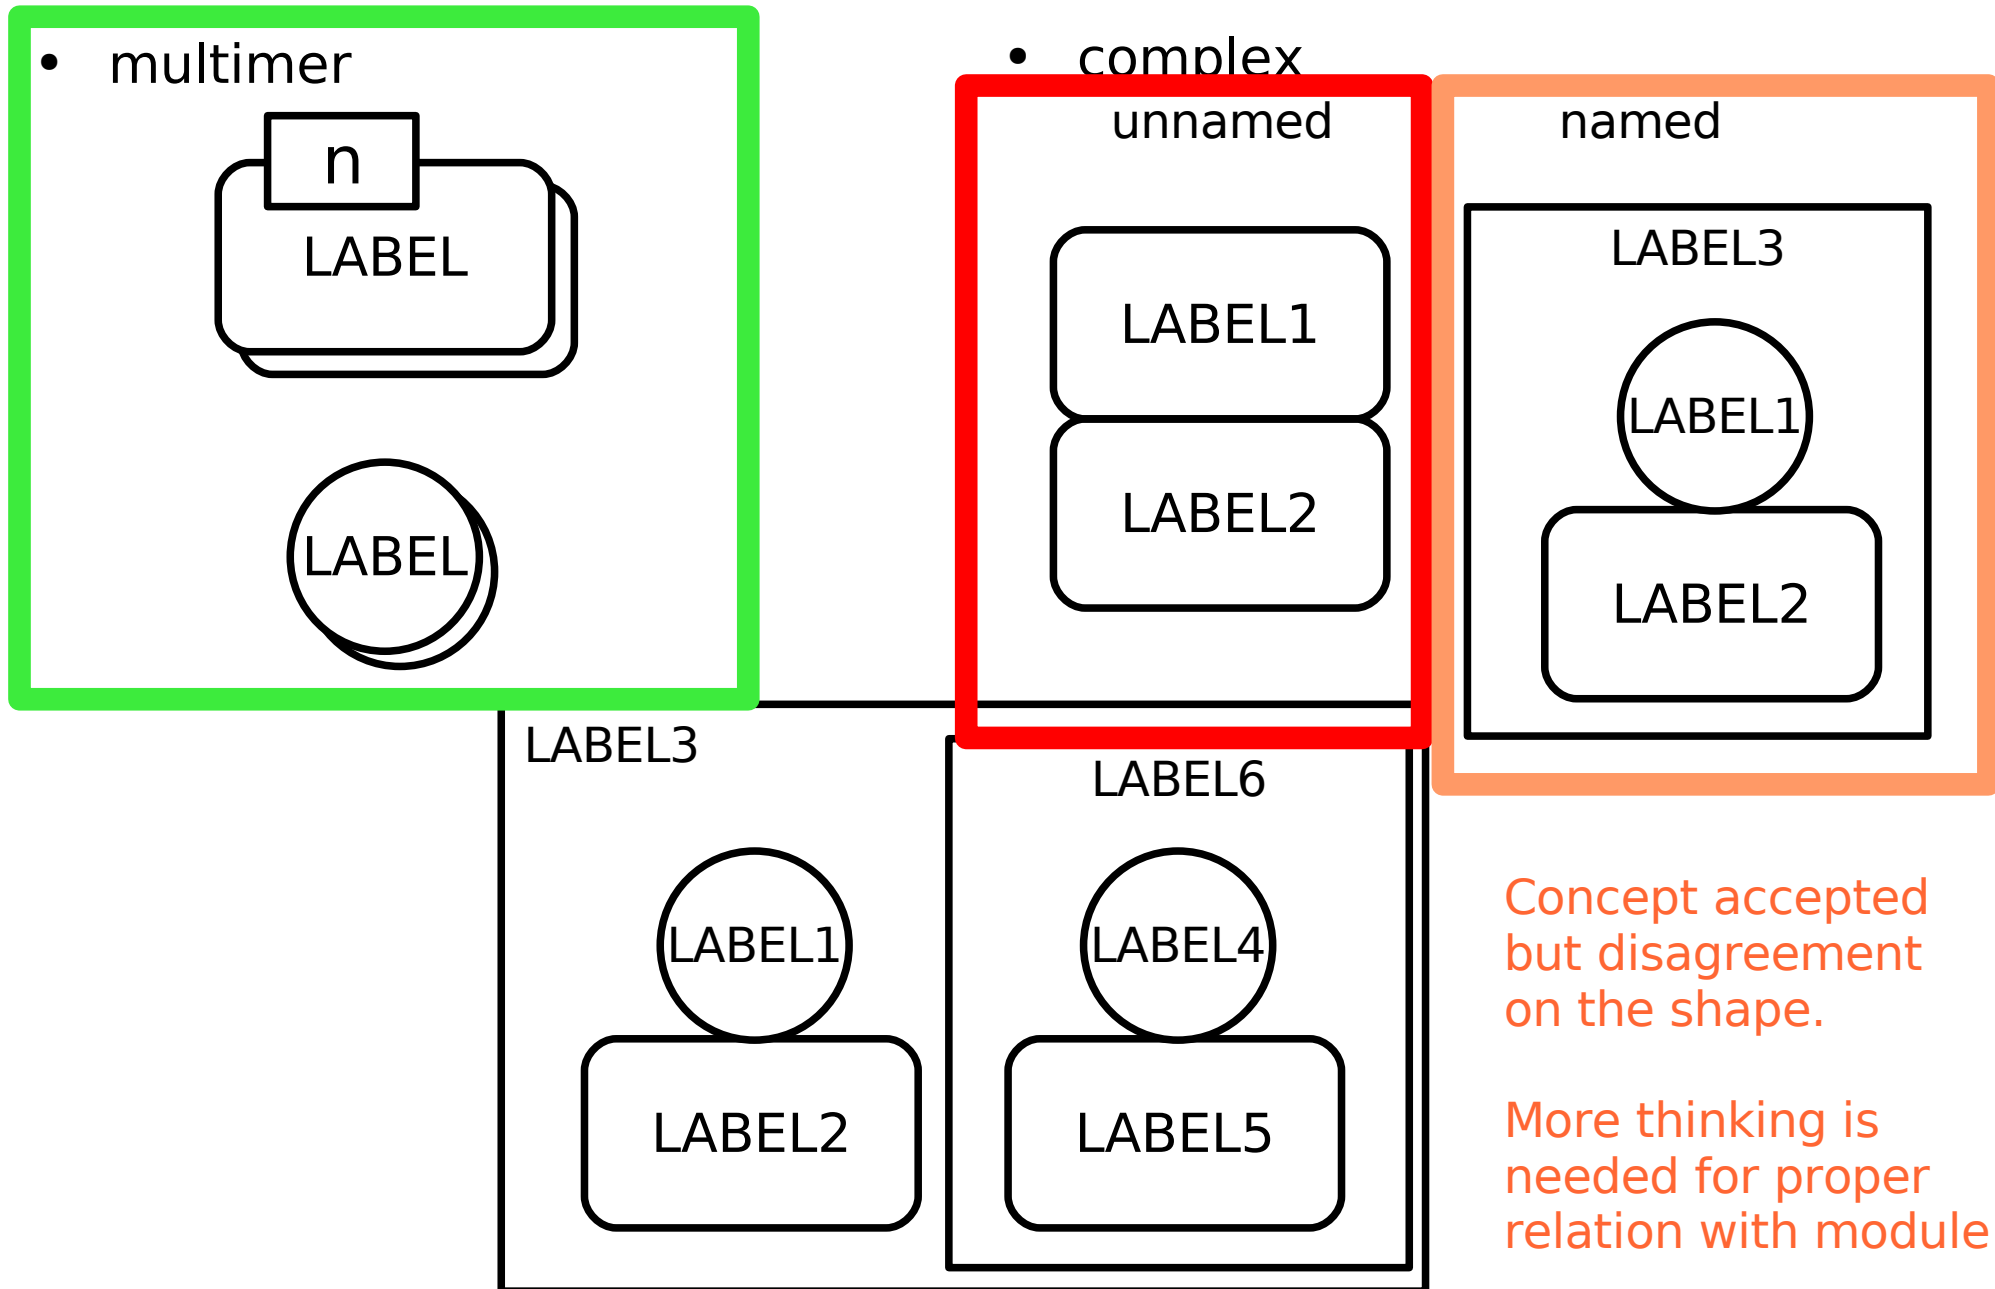 • multimer
n
LABEL
LABEL
• complex
unnamed
LABEL1
LABEL2
named
LABEL3
LABEL1
LABEL2
LABEL3
LABEL1
LABEL2
LABEL6
LABEL4
LABEL5
Concept accepted
but disagreement
on the shape.
More thinking is
needed for proper
relation with module